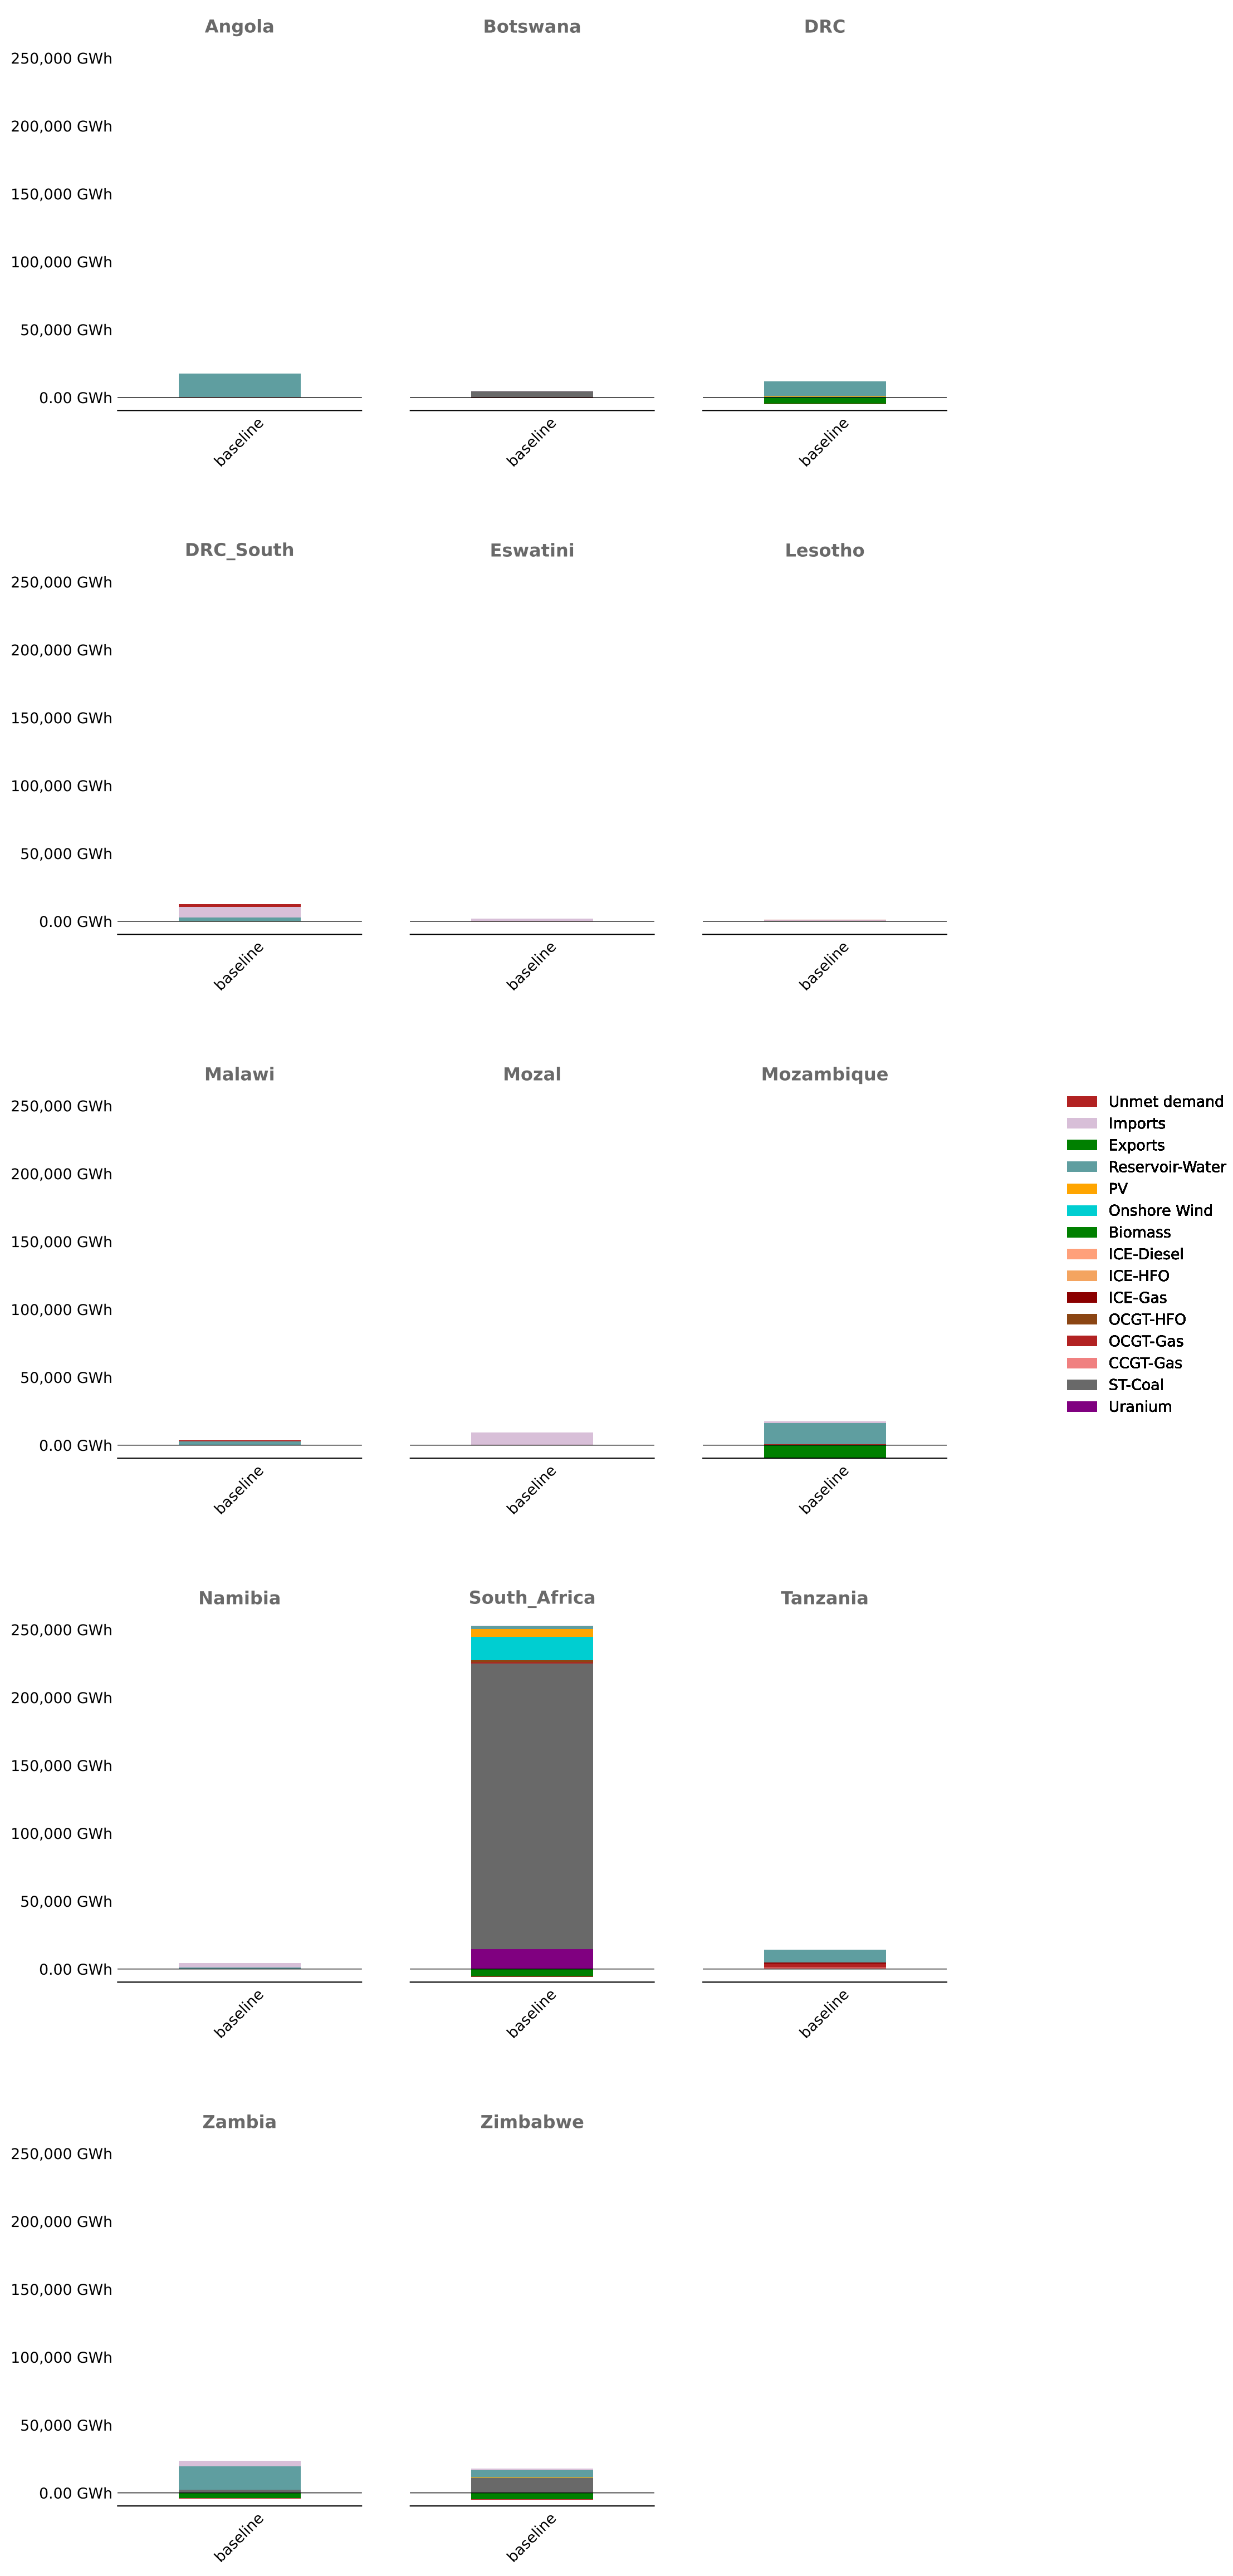 Angola
Botswana
DRC
250,000 GWh
200,000 GWh
150,000 GWh
100,000 GWh
50,000 GWh
0.00 GWh
baseline
baseline
baseline
DRC_South
Eswatini
Lesotho
250,000 GWh
200,000 GWh
150,000 GWh
100,000 GWh
50,000 GWh
0.00 GWh
baseline
baseline
baseline
Malawi
Mozal
Mozambique
250,000 GWh
200,000 GWh
150,000 GWh
100,000 GWh
50,000 GWh
0.00 GWh
baseline
baseline
baseline
Unmet demand
Imports
Exports
Reservoir-Water
PV
Onshore Wind
Biomass
ICE-Diesel
ICE-HFO
ICE-Gas
OCGT-HFO
OCGT-Gas
CCGT-Gas
ST-Coal
Uranium
Namibia
South_Africa
Tanzania
250,000 GWh
200,000 GWh
150,000 GWh
100,000 GWh
50,000 GWh
0.00 GWh
baseline
baseline
baseline
Zambia
Zimbabwe
250,000 GWh
200,000 GWh
150,000 GWh
100,000 GWh
50,000 GWh
0.00 GWh
baseline
baseline